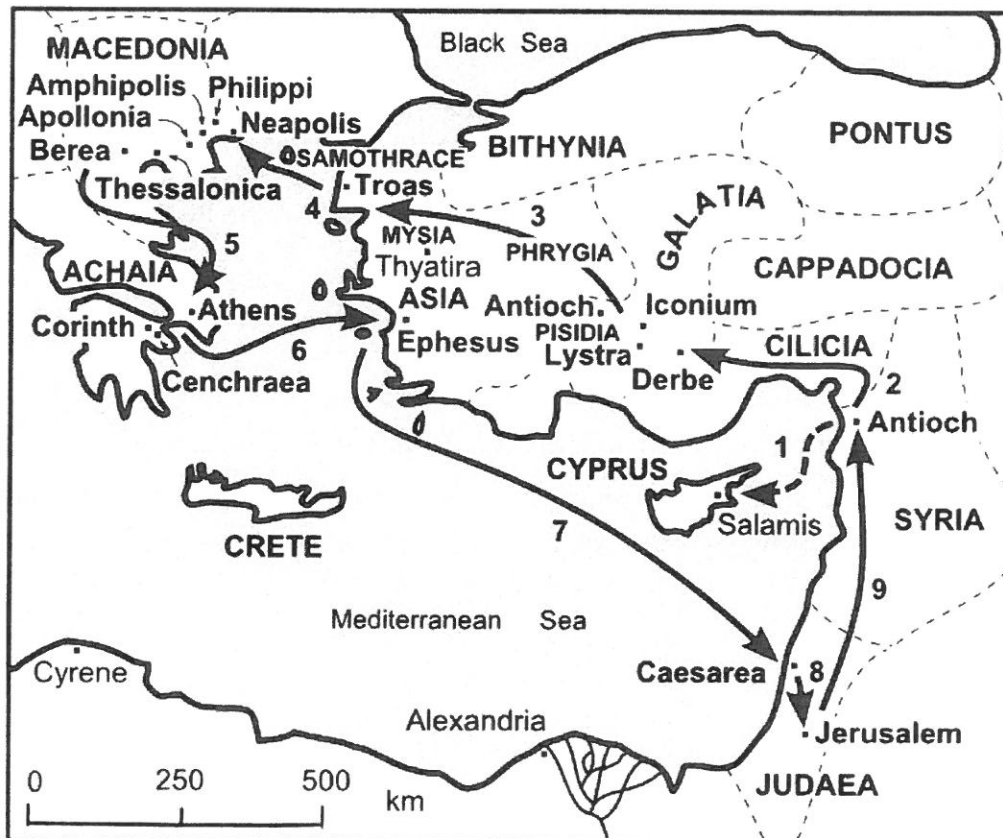 Black Sea
MACEDONIA
Amphipolis
Philippi
Apollonia
Neapolis
Berea
SAMOTHRACE
BITHYNIA
PONTUS
Thessalonica
Troas
4
3
GALATIA
5
MYSIA
PHRYGIA
Thyatira
ACHAIA
CAPPADOCIA
ASIA
Antioch
Iconium
Athens
Corinth
6
Ephesus
PISIDIA
Lystra
CILICIA
Cenchraea
Derbe
2
Antioch
1
CYPRUS
Salamis
SYRIA
7
CRETE
9
Mediterranean Sea
Cyrene
Caesarea
8
Alexandria
Jerusalem
JUDAEA
0 250 500
km